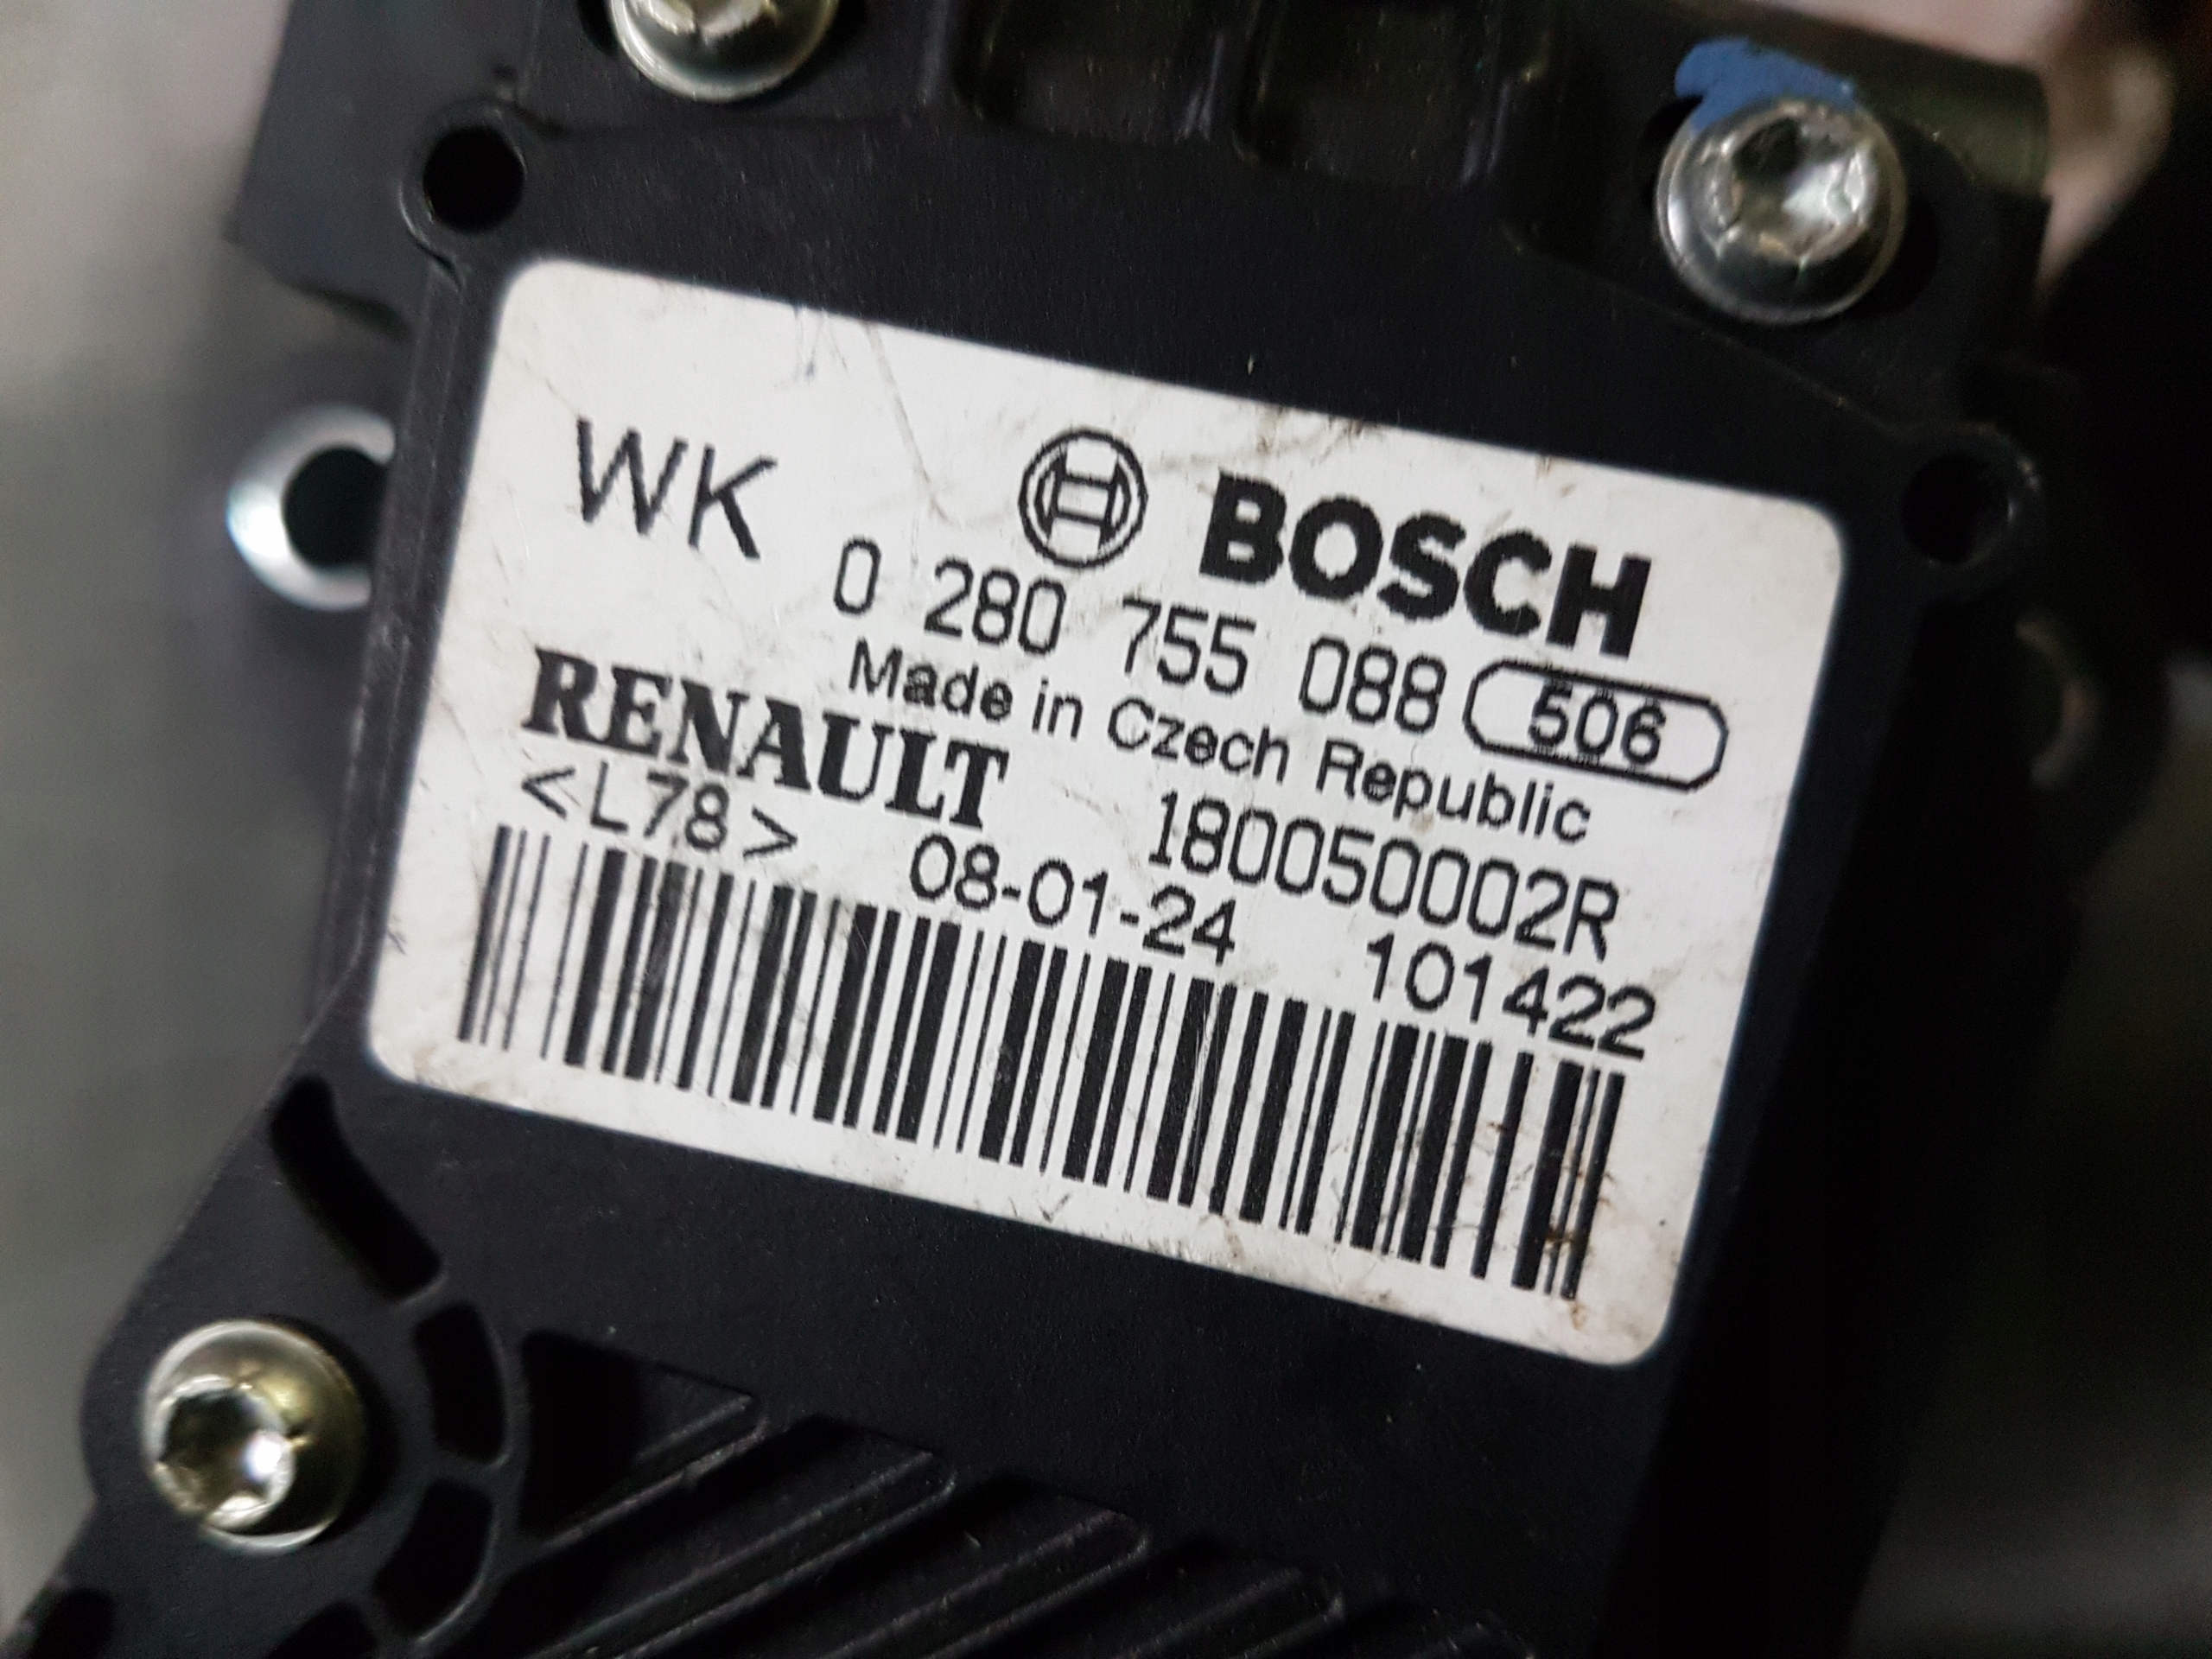 WK BOSCH
0 280 755 088 506
Made in Czech Republic
RENAULT 180050002R
<L78> 08-01-24 101422